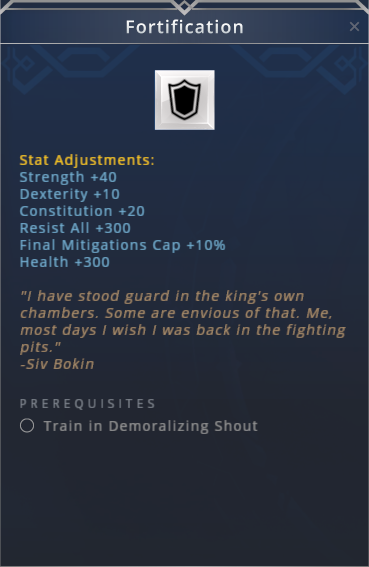 Fortification
Stat Adjustments:
Strength +40
Dexterity +10
Constitution +20
Resist All +300
Final Mitigations Cap +10%
Health +300
"I have stood guard in the king's own
chambers. Some are envious of that. Me,
most days I wish I was back in the fighting
pits."
-Siv Bokin
PREREQUISITES
Train in Demoralizing Shout